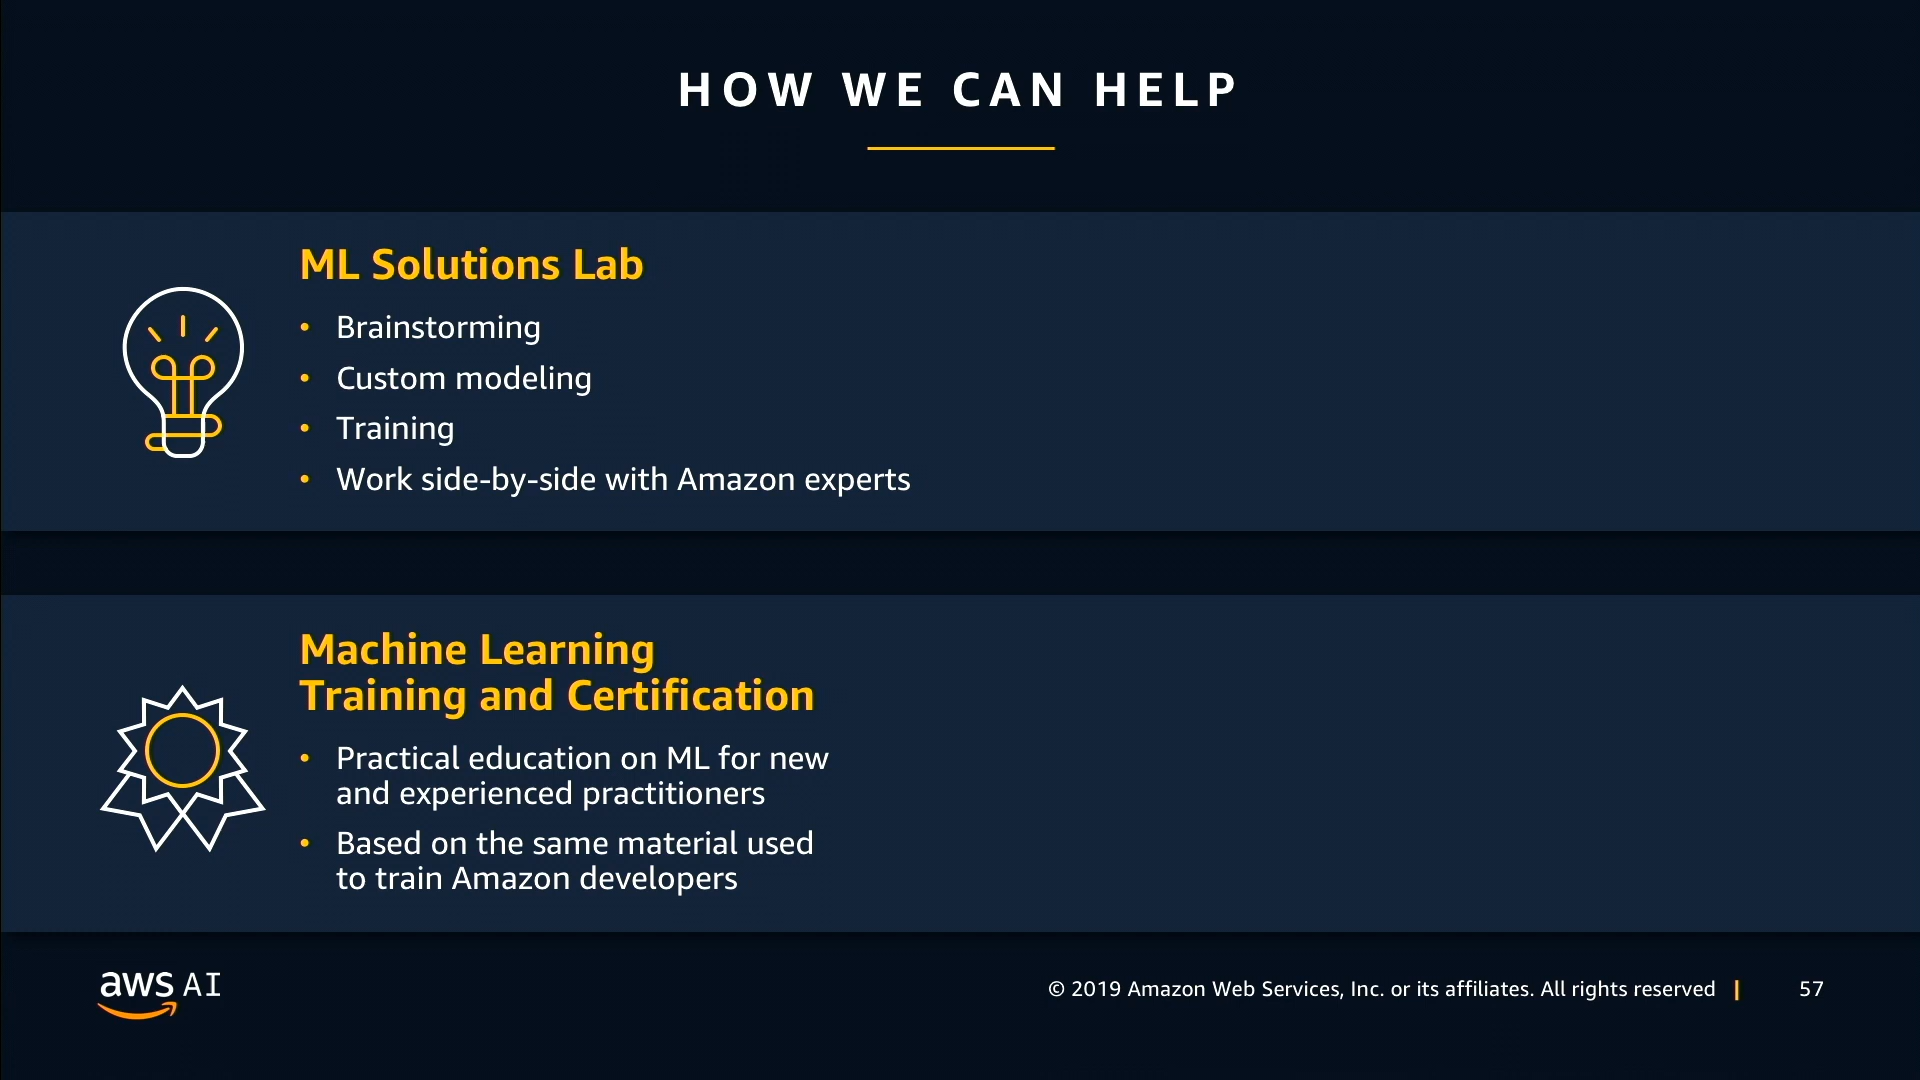 HOW WE CAN HELP
ML Solutions Lab
• Brainstorming
• Custom modeling
• Training
• Work side-by-side with Amazon experts
Machine Learning
Training and Certification
• Practical education on ML for new
and experienced practitioners
• Based on the same material used
to train Amazon developers
aws AI
© 2019 Amazon Web Services, Inc. or its affiliates. All rights reserved | 57